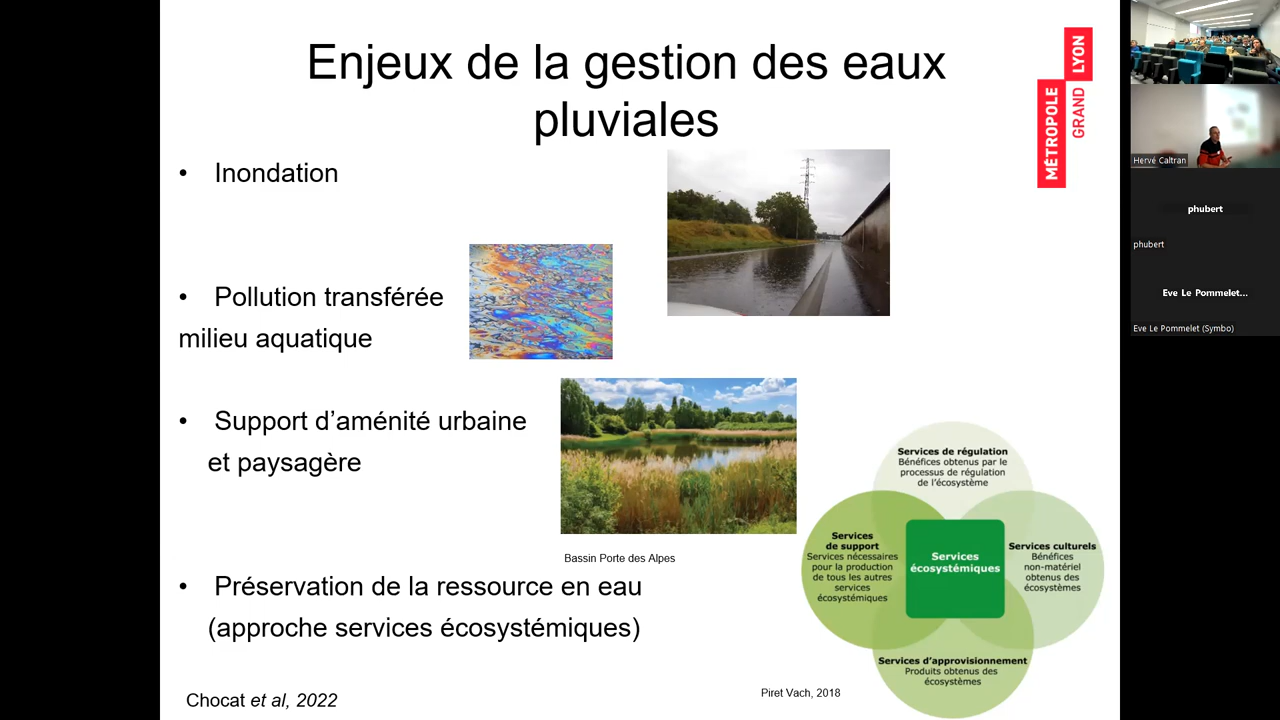 Enjeux de la gestion des eaux
pluviales
MÉTROPOLE
GRAND LYON
• Inondation
• Pollution transférée
milieu aquatique
• Support d’aménité urbaine
et paysagère
Bassin Porte des Alpes
• Préservation de la ressource en eau
(approche services écosystémiques)
Services de régulation
Bénéfices obtenus par le
processus de régulation
de l’écosystème
Services
de support
Services nécessaires
pour la production
de tous les autres
services
écosystémiques
Services
écosystémiques
Services culturels
Bénéfices
non-matériel
obtenus des
écosystèmes
Services d’approvisionnement
Produits obtenus des
écosystèmes
Piret Vach, 2018
Chocat et al, 2022
Hervé Caltran
phubert
phubert
Eve Le Pommelet...
Eve Le Pommelet (Symbo)